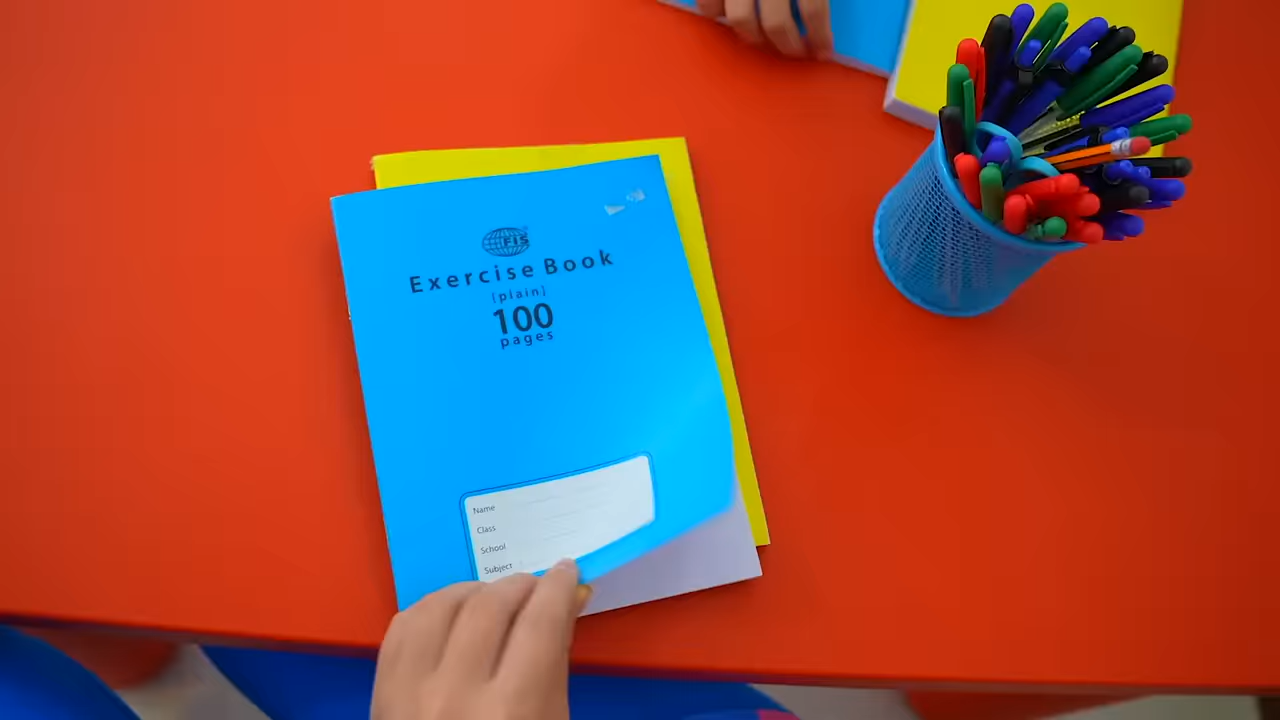 FIS
Exercise Book
[plain]
100
pages
Name
Class
School
Subject